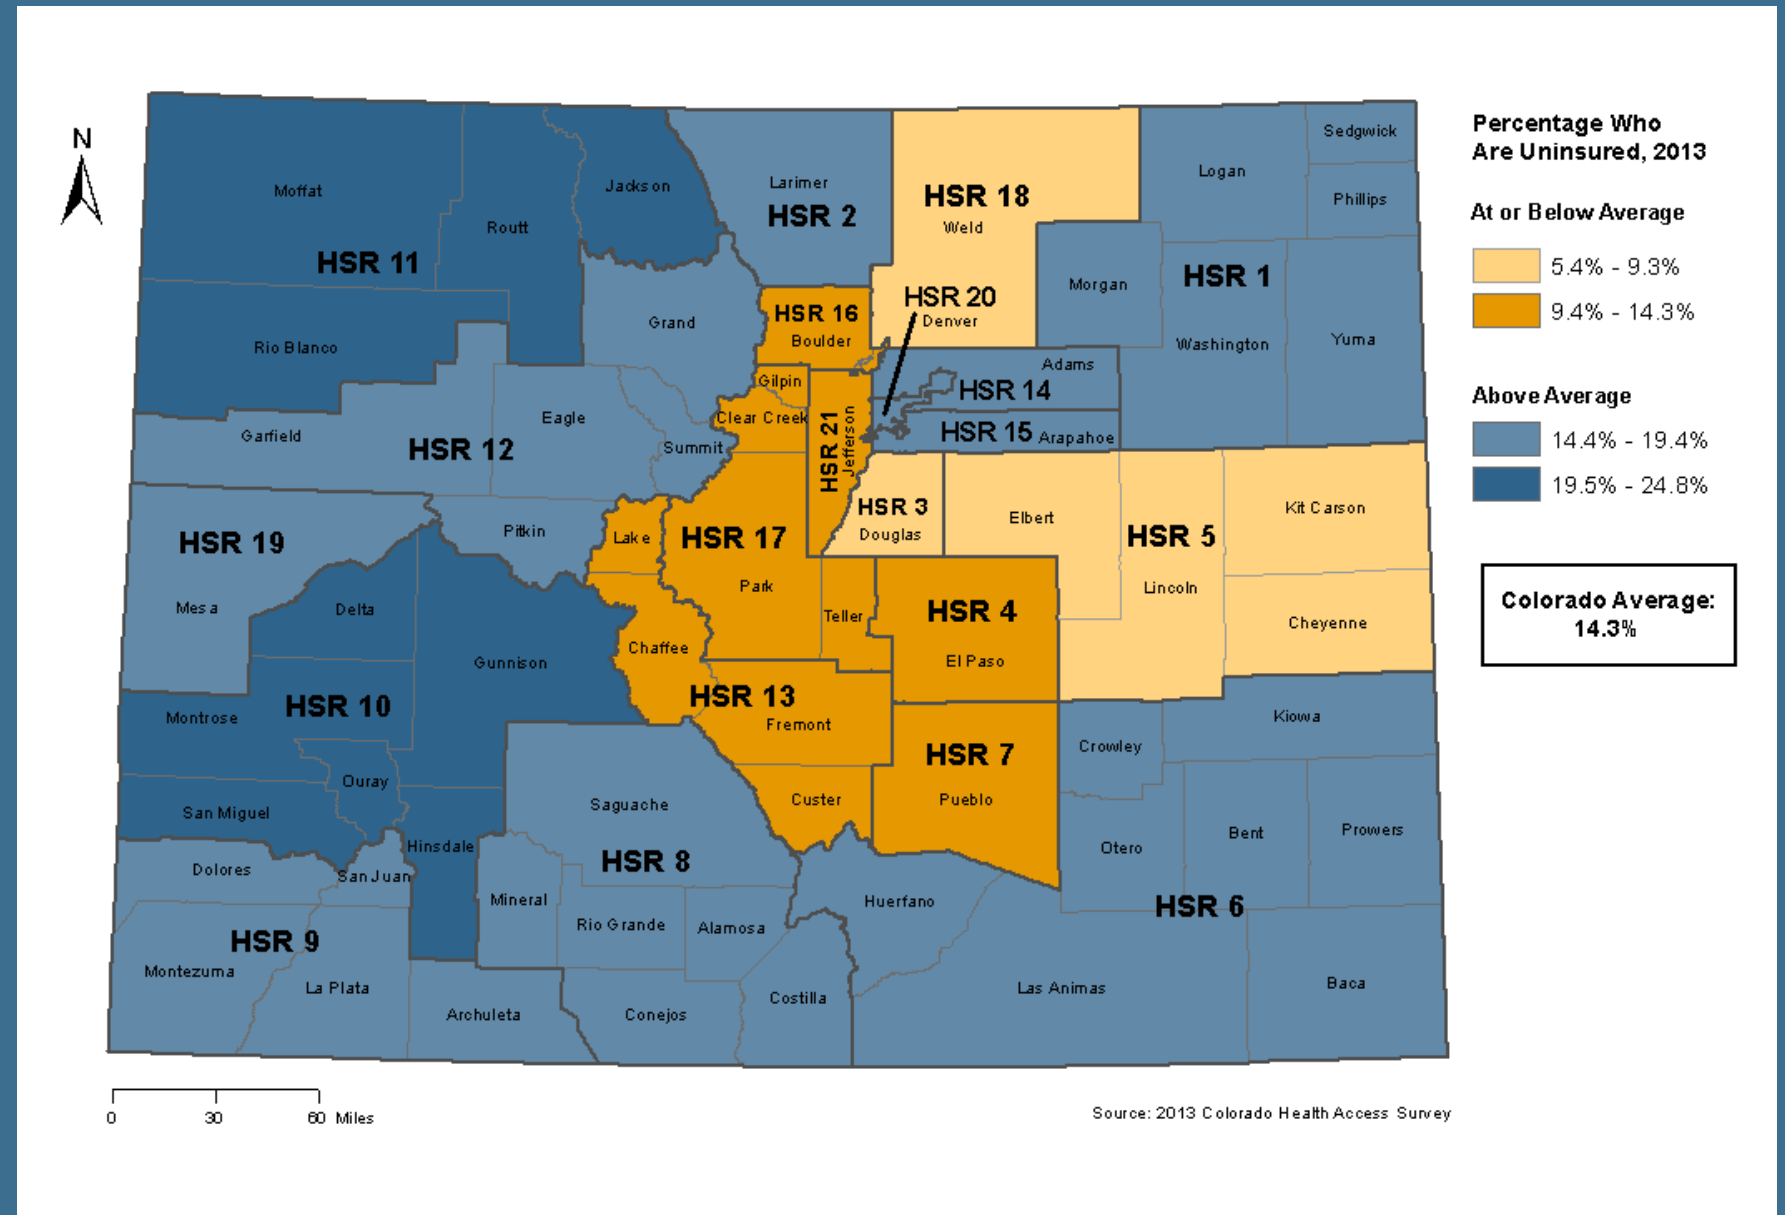 N
Moffat
Routt
Jackson
HSR 11
Rio Blanco
Larimer
HSR 2
HSR 18
Weld
Logan
Sedgwick
Phillips
Grand
HSR 16
Boulder
HSR 20
Denver
Morgan
HSR 1
Washington
Yuma
Garfield
HSR 12
Eagle
Summit
Gilpin
Clear Creek
HSR 21
Jefferson
Adams
HSR 14
HSR 15
Arapahoe
HSR 19
Mesa
Pitkin
Lake
HSR 17
Park
Teller
HSR 3
Douglas
Elbert
HSR 5
Lincoln
Kit Carson
Cheyenne
Delta
Gunnison
Chaffee
HSR 4
El Paso
Montrose
HSR 10
Ouray
San Miguel
Hinsdale
HSR 13
Fremont
Custer
HSR 7
Pueblo
Crowley
Kiowa
Otero
Bent
Prowers
Dolores
San Juan
HSR 9
Montezuma
La Plata
Archuleta
Saguache
HSR 8
Mineral
Rio Grande
Alamosa
Conejos
Costilla
Huerfano
HSR 6
Las Animas
Baca
Percentage Who
Are Uninsured, 2013
At or Below Average
5.4% - 9.3%
9.4% - 14.3%
Above Average
14.4% - 19.4%
19.5% - 24.8%
Colorado Average:
14.3%
0 30 60 Miles
Source: 2013 Colorado Health Access Survey